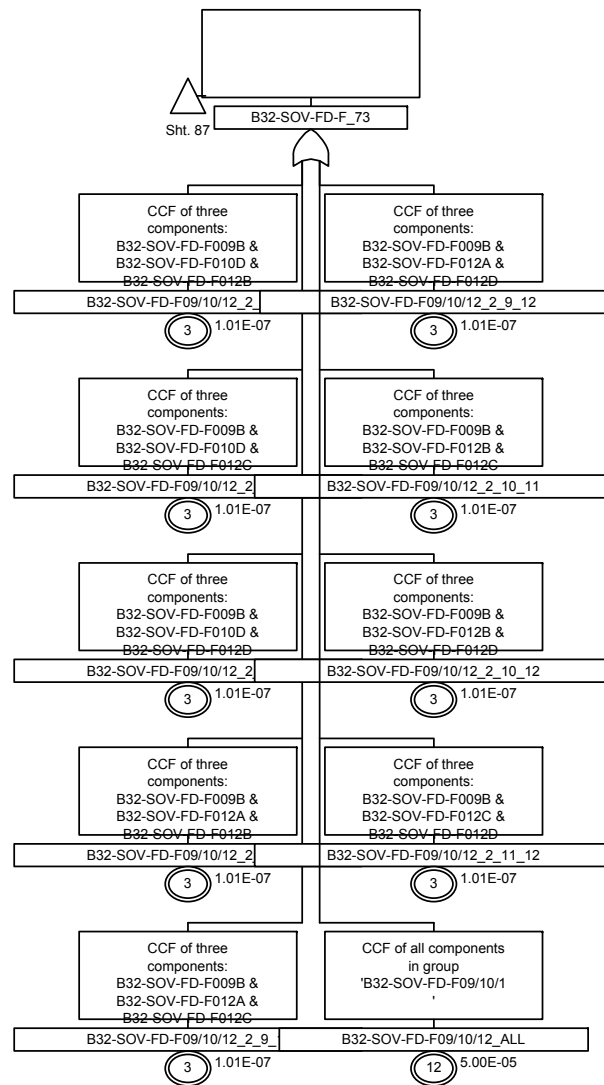 B32-SOV-FD-F_73
Sht. 87
CCF of three
components:
B32-SOV-FD-F009B &
B32-SOV-FD-F010D &
B32-SOV-FD-F012B
B32-SOV-FD-F09/10/12_2_
3
1.01E-07
CCF of three
components:
B32-SOV-FD-F009B &
B32-SOV-FD-F012A &
B32-SOV-FD-F012D
B32-SOV-FD-F09/10/12_2_9_12
3
1.01E-07
CCF of three
components:
B32-SOV-FD-F009B &
B32-SOV-FD-F010D &
B32-SOV-FD-F012C
B32-SOV-FD-F09/10/12_2_
3
1.01E-07
CCF of three
components:
B32-SOV-FD-F009B &
B32-SOV-FD-F012B &
B32-SOV-FD-F012C
B32-SOV-FD-F09/10/12_2_10_11
3
1.01E-07
CCF of three
components:
B32-SOV-FD-F009B &
B32-SOV-FD-F010D &
B32-SOV-FD-F012D
B32-SOV-FD-F09/10/12_2_
3
1.01E-07
CCF of three
components:
B32-SOV-FD-F009B &
B32-SOV-FD-F012B &
B32-SOV-FD-F012D
B32-SOV-FD-F09/10/12_2_10_12
3
1.01E-07
CCF of three
components:
B32-SOV-FD-F009B &
B32-SOV-FD-F012A &
B32-SOV-FD-F012B
B32-SOV-FD-F09/10/12_2_
3
1.01E-07
CCF of three
components:
B32-SOV-FD-F009B &
B32-SOV-FD-F012C &
B32-SOV-FD-F012D
B32-SOV-FD-F09/10/12_2_11_12
3
1.01E-07
CCF of three
components:
B32-SOV-FD-F009B &
B32-SOV-FD-F012A &
B32-SOV-FD-F012C
B32-SOV-FD-F09/10/12_2_9_
3
1.01E-07
CCF of all components
in group
'B32-SOV-FD-F09/10/1
'
B32-SOV-FD-F09/10/12_ALL
12
5.00E-05